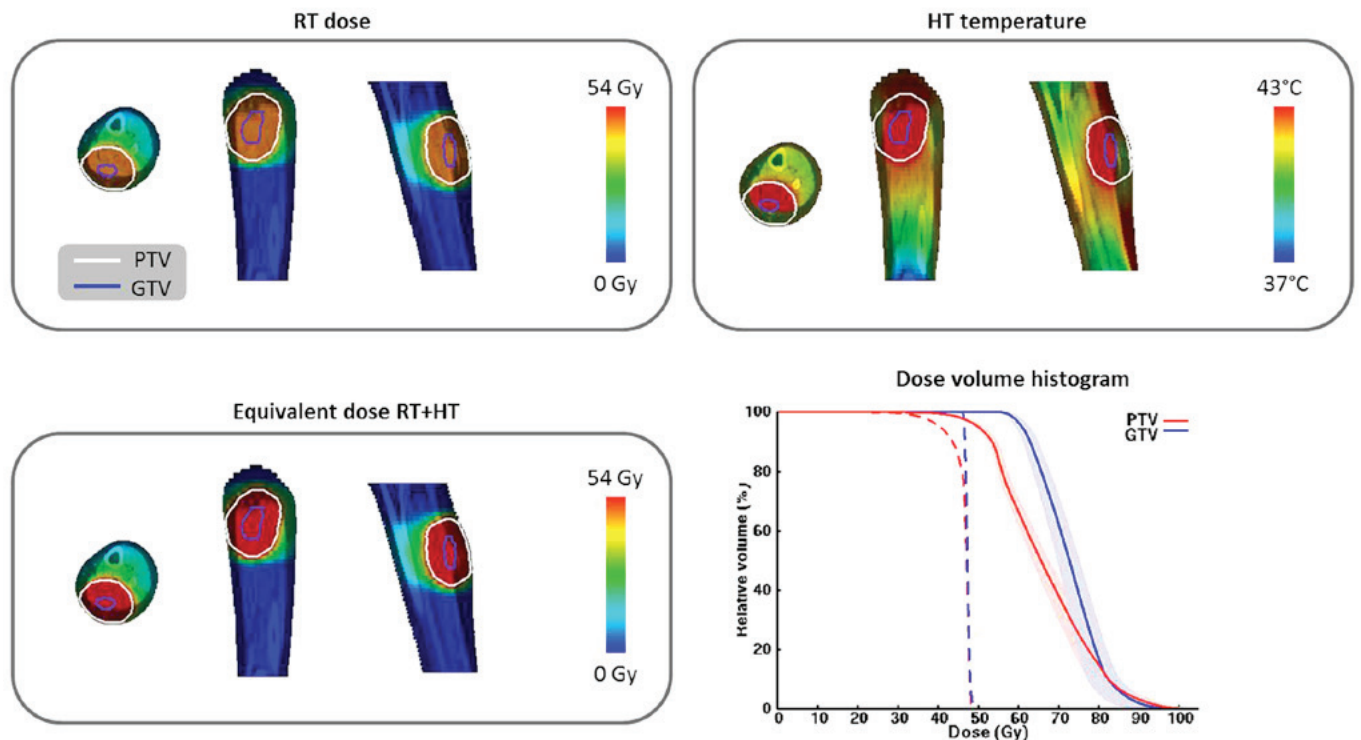 RT dose
54 Gy
0 Gy
PTV
GTV
HT temperature
43°C
37°C
Equivalent dose RT+HT
54 Gy
0 Gy
Dose volume histogram
PTV
GTV
Relative volume (%)
100
80
60
40
20
0
0 10 20 30 40 50 60 70 80 90 100
Dose (Gy)